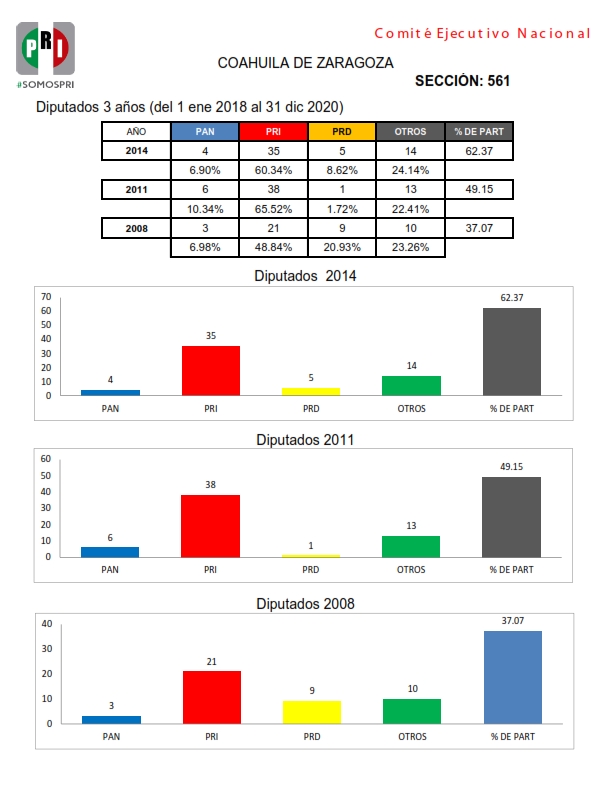 Comité Ejecutivo Nacional
PRI
#SOMOSPRI
COAHUILA DE ZARAGOZA
SECCIÓN: 561
Diputados 3 años (del 1 ene 2018 al 31 dic 2020)
AÑO PAN PRI PRD OTROS % DE PART
2014 4 35 5 14 62.37
6.90% 60.34% 8.62% 24.14%
2011 6 38 1 13 49.15
10.34% 65.52% 1.72% 22.41%
2008 3 21 9 10 37.07
6.98% 48.84% 20.93% 23.26%
Diputados 2014
70
60
50
40
30
20
10
0
4 35 5 14 62.37
PAN PRI PRD OTROS % DE PART
Diputados 2011
60
50
40
30
20
10
0
6 38 1 13 49.15
PAN PRI PRD OTROS % DE PART
Diputados 2008
40
30
20
10
0
3 21 9 10 37.07
PAN PRI PRD OTROS % DE PART